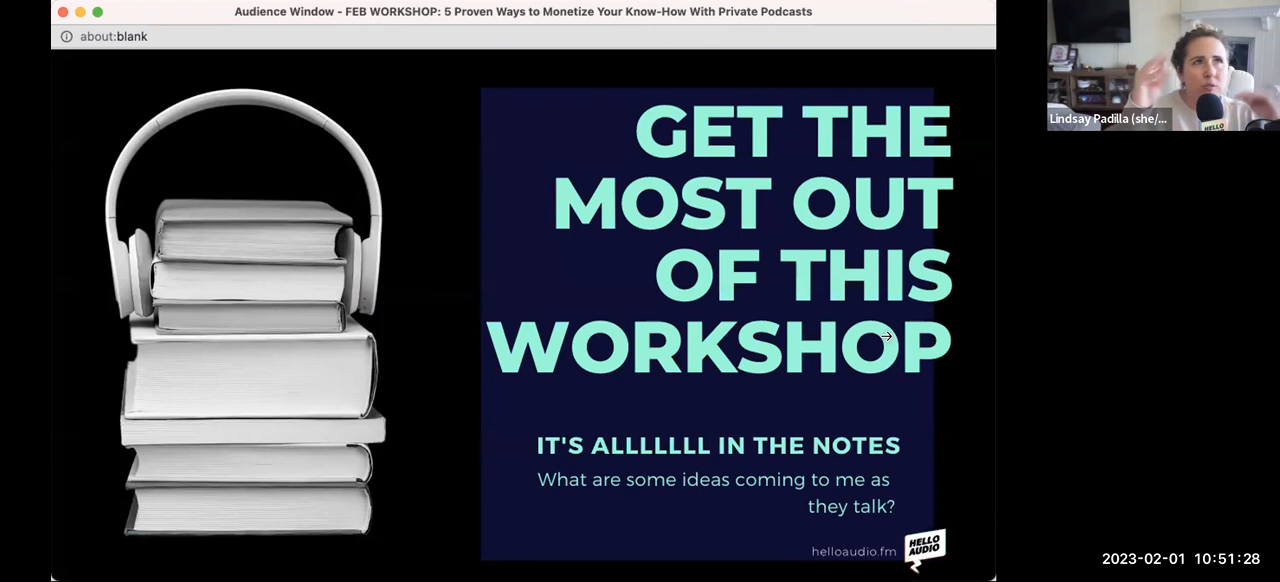 Audience Window - FEB WORKSHOP: 5 Proven Ways to Monetize Your Know-How With Private Podcasts
about:blank
GET THE
MOST OUT
OF THIS
WORKSHOP
IT'S ALLLLLLL IN THE NOTES
What are some ideas coming to me as
they talk?
helloaudio.fm
HELLO
AUDIO
Lindsay Padilla (she/...
HELLO
2023-02-01 10:51:28